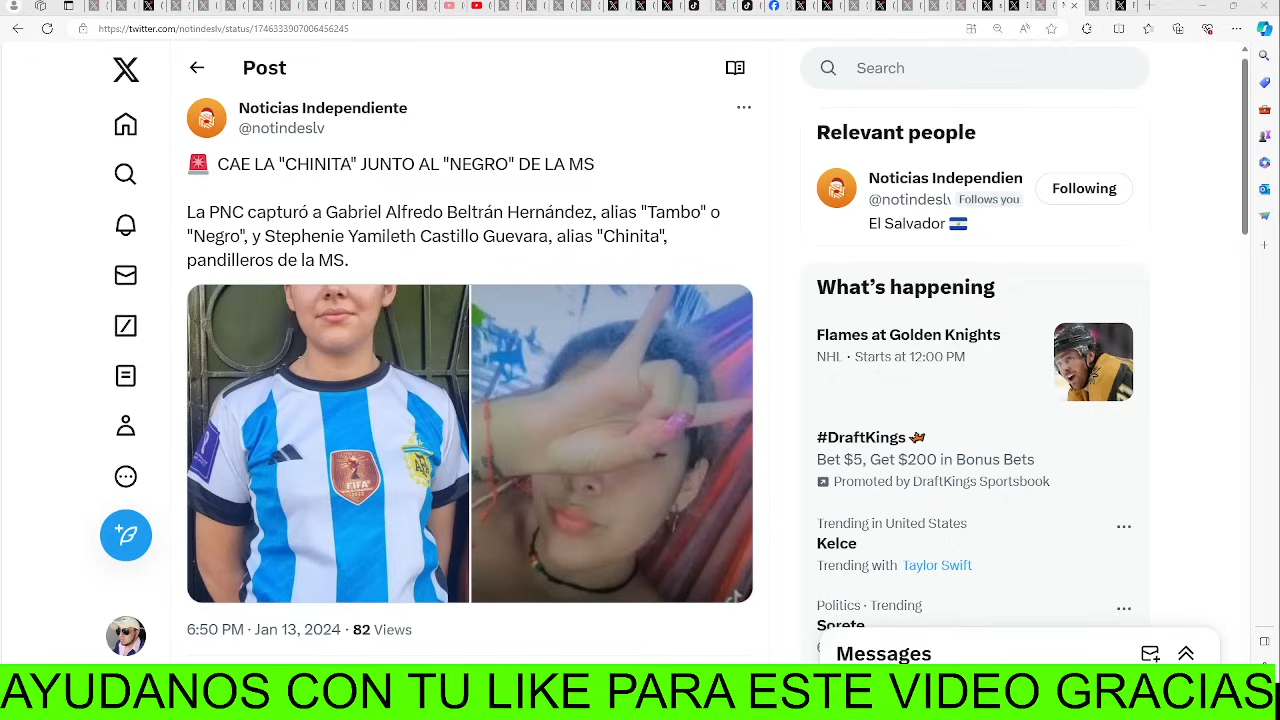 https://twitter.com/notindeslv/status/1746333907006456245
Post
Noticias Independiente
@notindeslv
CAE LA "CHINITA" JUNTO AL "NEGRO" DE LA MS
La PNC capturó a Gabriel Alfredo Beltrán Hernández, alias "Tambo" o
"Negro", y Stephenie Yamileth Castillo Guevara, alias "Chinita",
pandilleros de la MS.
FIFA
AFA
6:50 PM · Jan 13, 2024 · 82 Views
Search
Relevant people
Noticias Independien
@notindeslv Follows you
Following
El Salvador
What's happening
Flames at Golden Knights
NHL · Starts at 12:00 PM
#DraftKings
Bet $5, Get $200 in Bonus Bets
Promoted by DraftKings Sportsbook
Trending in United States
Kelce
Trending with Taylor Swift
Politics · Trending
Sorete
Messages
AYUDANOS CON TU LIKE PARA ESTE VIDEO GRACIAS